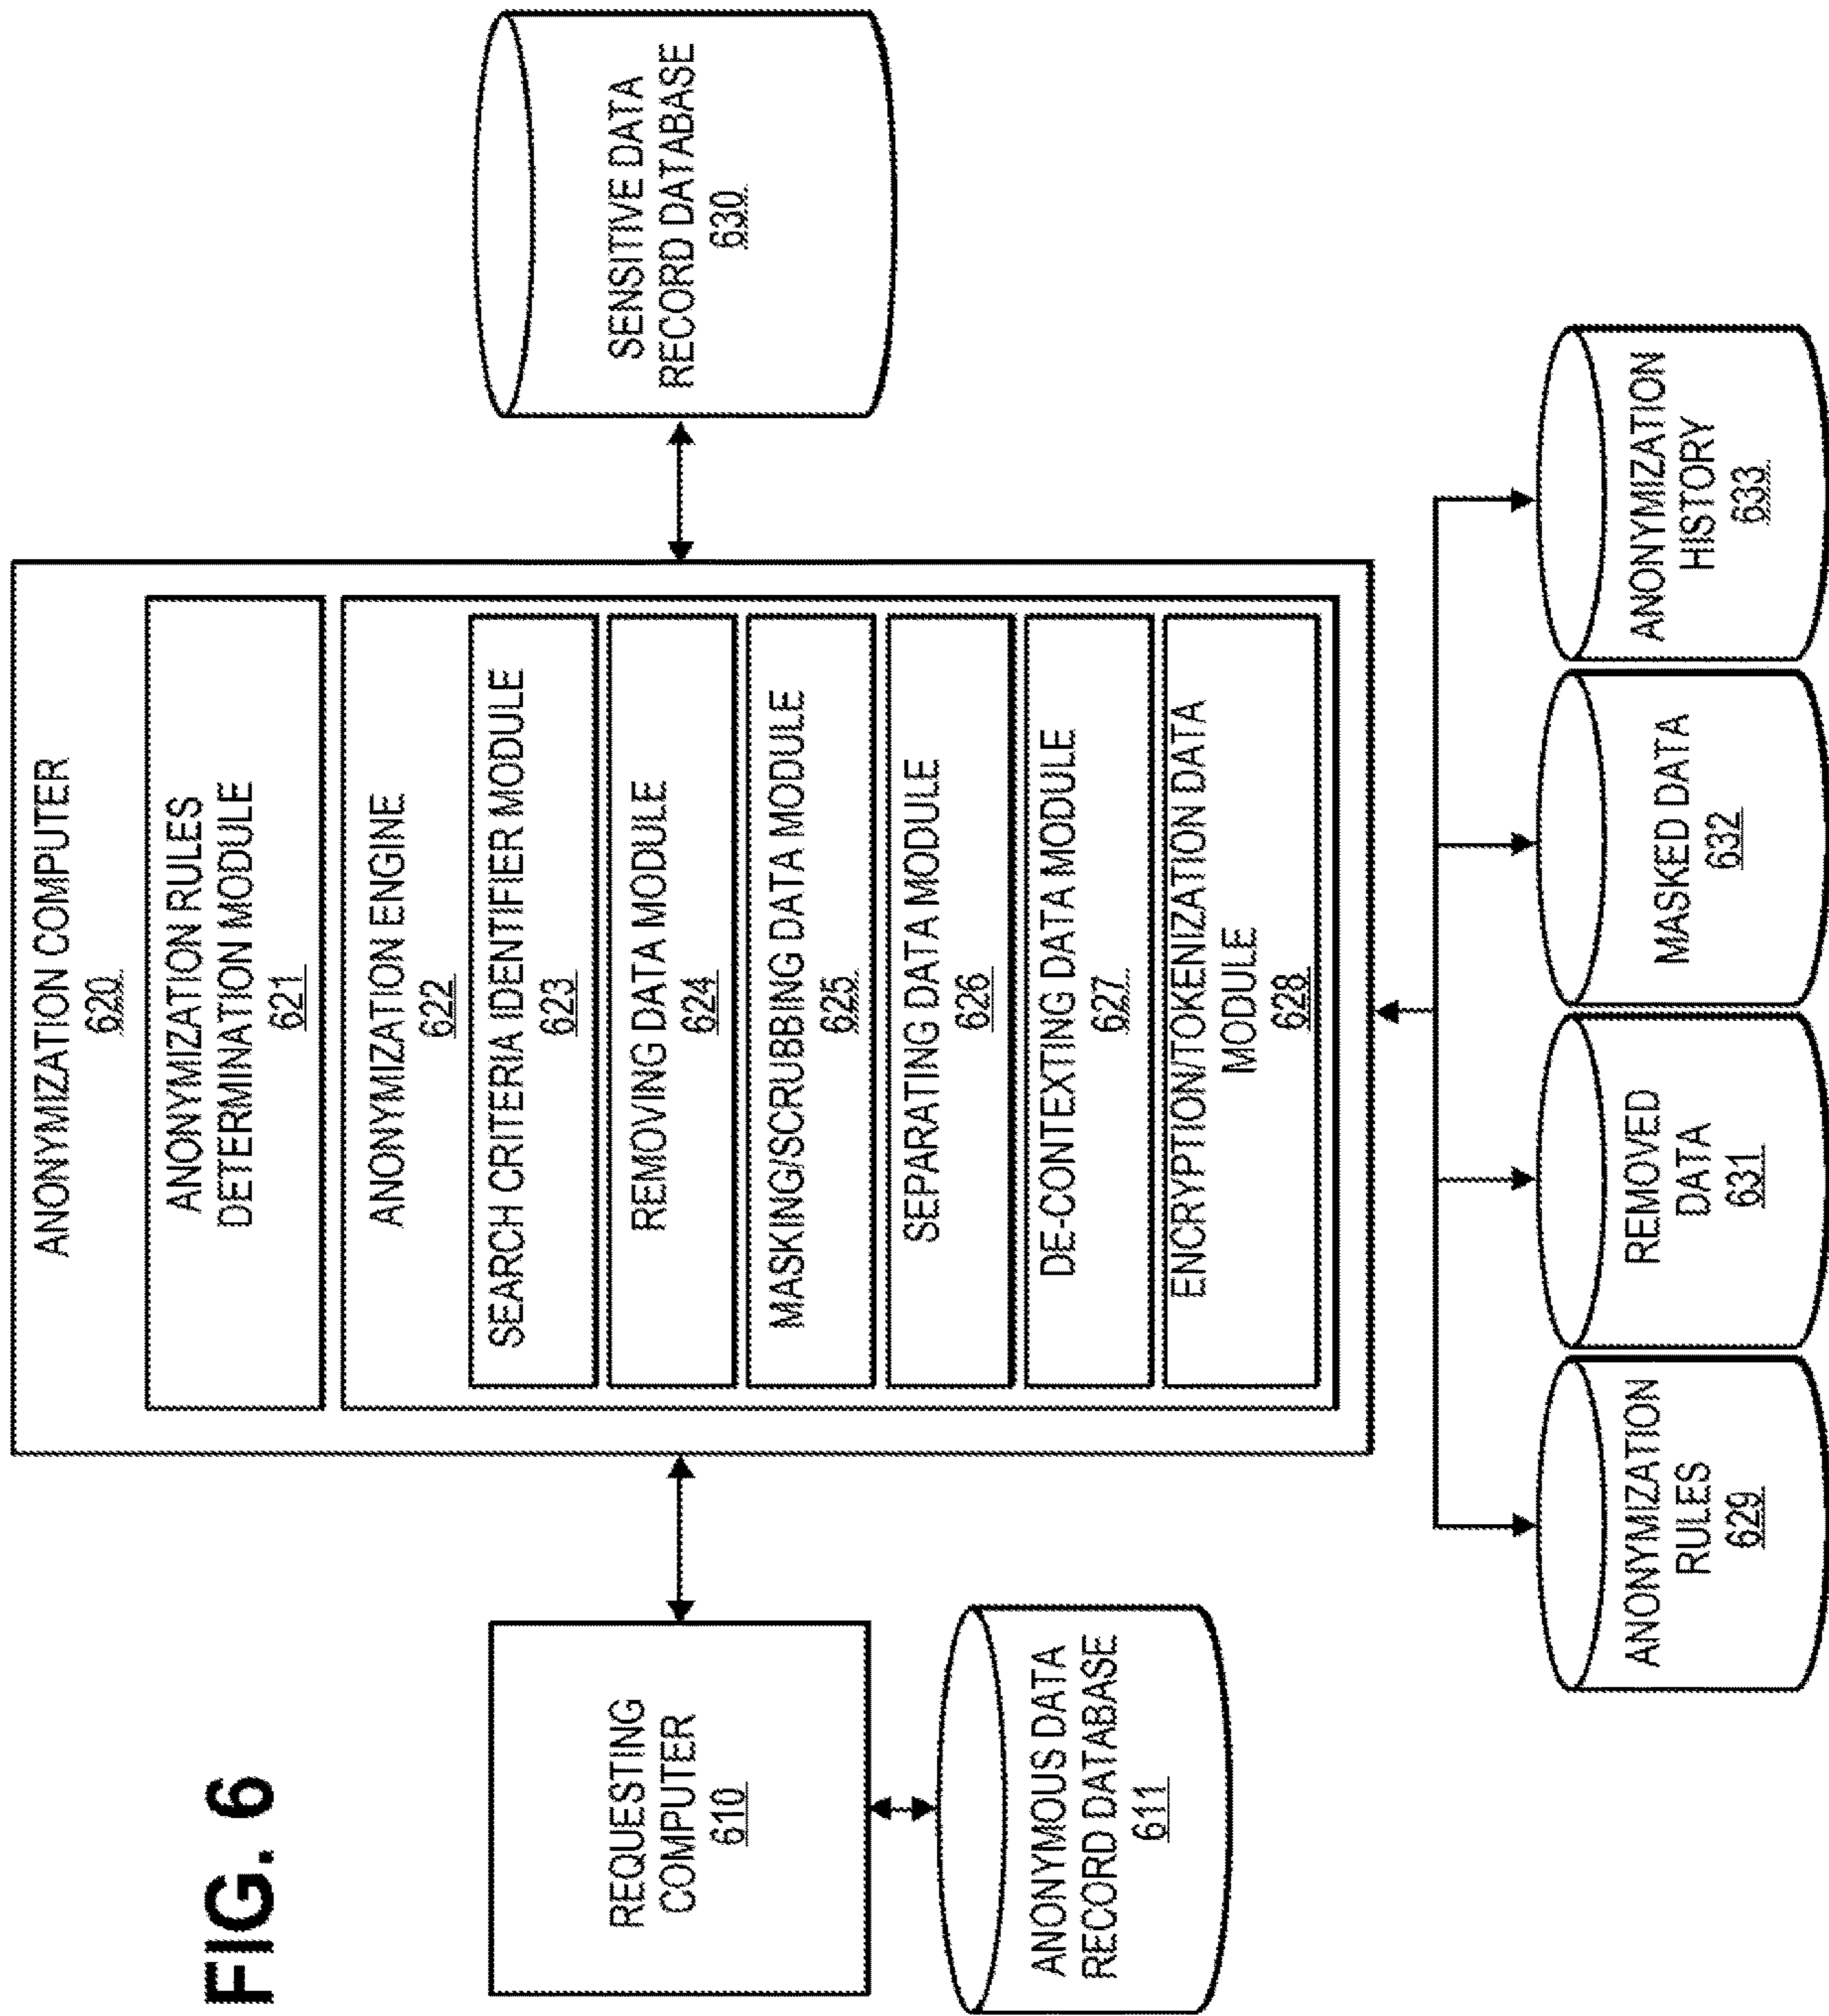 FIG. 6
REQUESTING
COMPUTER
610
ANONYMOUS DATA
RECORD DATABASE
611
ANONYMIZATION COMPUTER
620
ANONYMIZATION RULES
DETERMINATION MODULE
621
ANONYMIZATION ENGINE
622
SEARCH CRITERIA IDENTIFIER MODULE
623
REMOVING DATA MODULE
624
MASKING/SCRUBBING DATA MODULE
625
SEPARATING DATA MODULE
626
DE-CONTEXTING DATA MODULE
627
ENCRYPTION/TOKENIZATION DATA
MODULE
628
SENSITIVE DATA
RECORD DATABASE
630
ANONYMIZATION
RULES
629
REMOVED
DATA
631
MASKED DATA
632
ANONYMIZATION
HISTORY
633